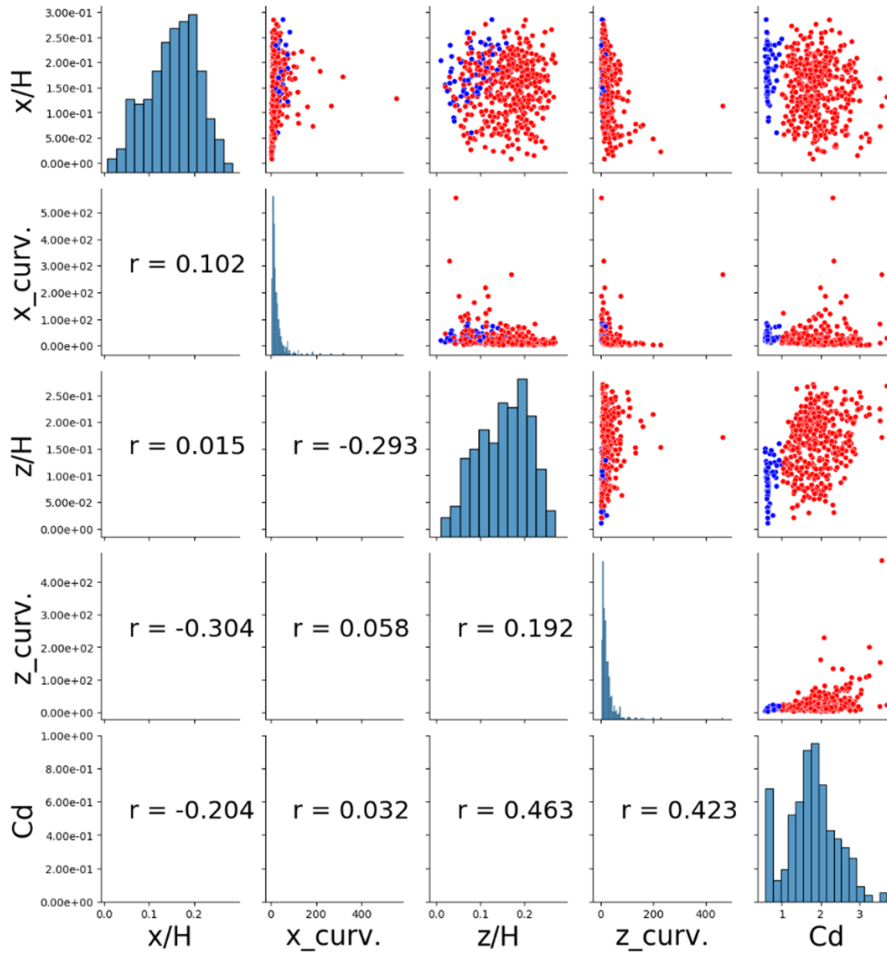 x/H
3.00e-01
2.50e-01
2.00e-01
1.50e-01
1.00e-01
5.00e-02
0.00e+00
x_curv.
5.00e+02
4.00e+02
3.00e+02
2.00e+02
1.00e+02
0.00e+00
r = 0.102
z/H
2.50e-01
2.00e-01
1.50e-01
1.00e-01
5.00e-02
0.00e+00
r = 0.015
r = -0.293
z_curv.
4.00e+02
3.00e+02
2.00e+02
1.00e+02
0.00e+00
r = -0.304
r = 0.058
r = 0.192
Cd
1.00e+00
8.00e-01
6.00e-01
4.00e-01
2.00e-01
0.00e+00
r = -0.204
r = 0.032
r = 0.463
r = 0.423
0.0 0.1 0.2
0 200 400
0.0 0.1 0.2
0 200 400
1 2 3
x/H
x_curv.
z/H
z_curv.
Cd